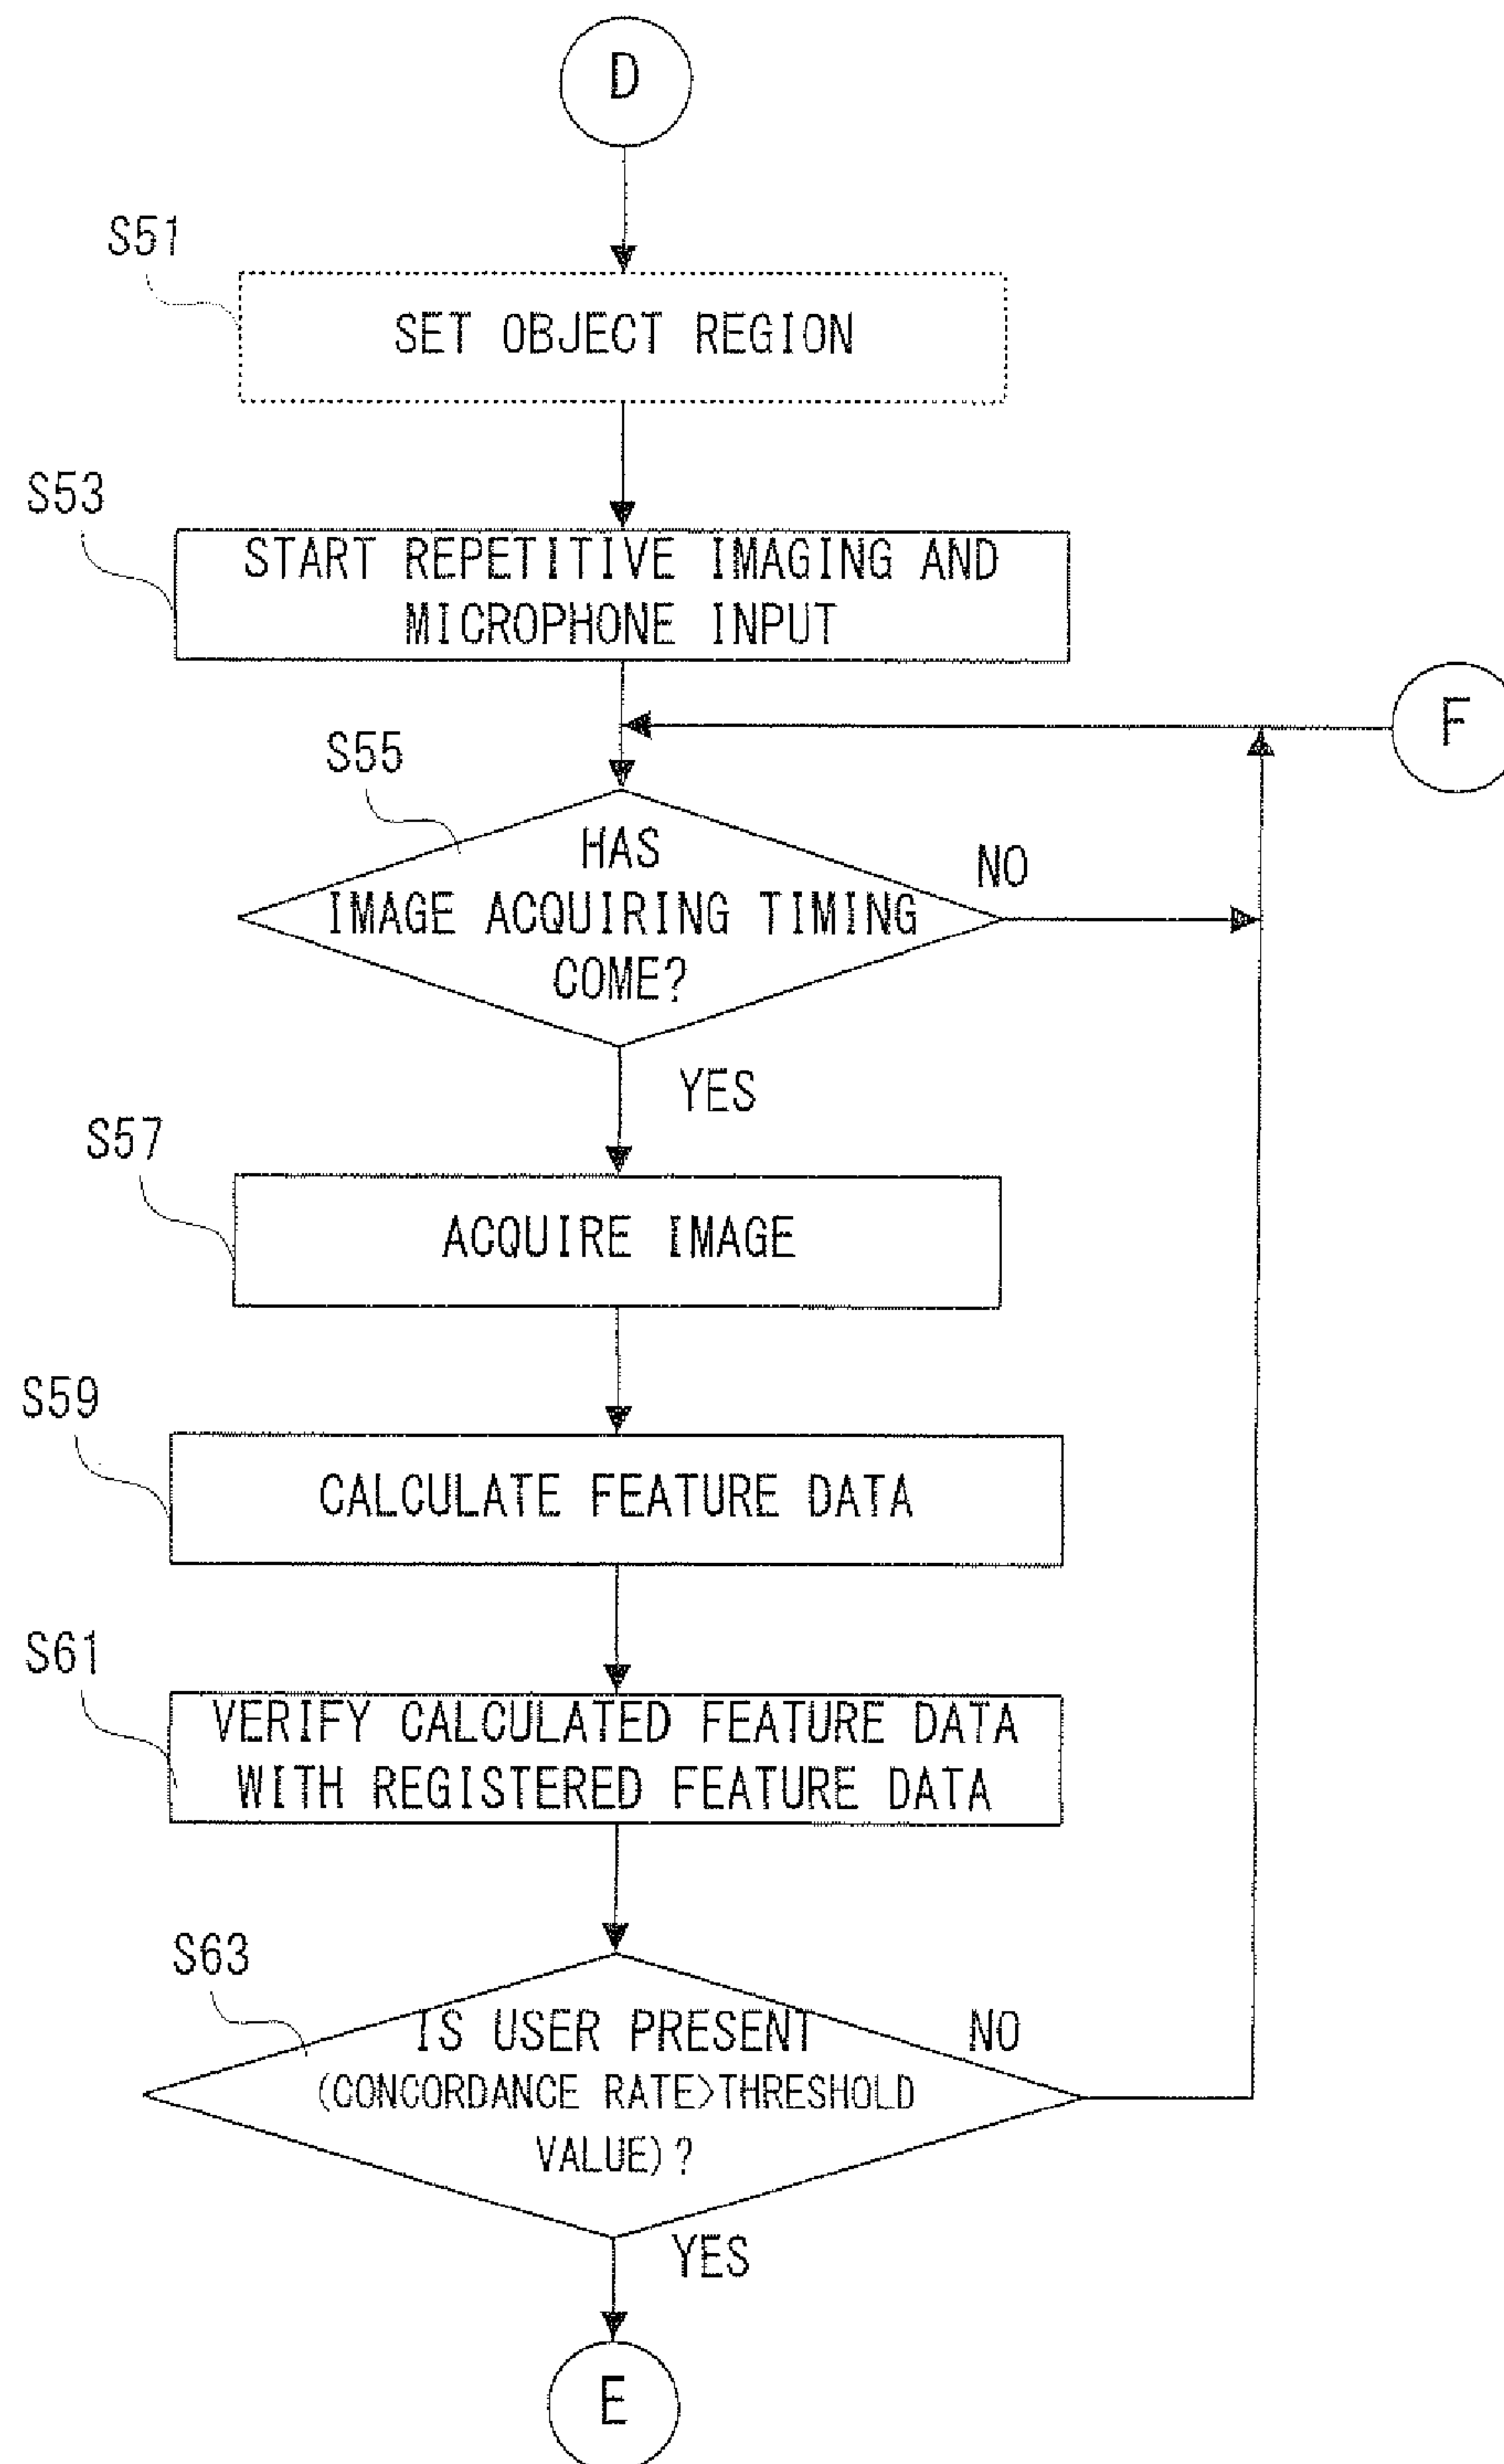 D
S51
SET OBJECT REGION
S53
START REPETITIVE IMAGING AND
MICROPHONE INPUT
F
S55
HAS
IMAGE ACQUIRING TIMING
COME?
NO
YES
S57
ACQUIRE IMAGE
S59
CALCULATE FEATURE DATA
S61
VERIFY CALCULATED FEATURE DATA
WITH REGISTERED FEATURE DATA
S63
IS USER PRESENT
(CONCORDANCE RATE>THRESHOLD
VALUE)?
NO
YES
E